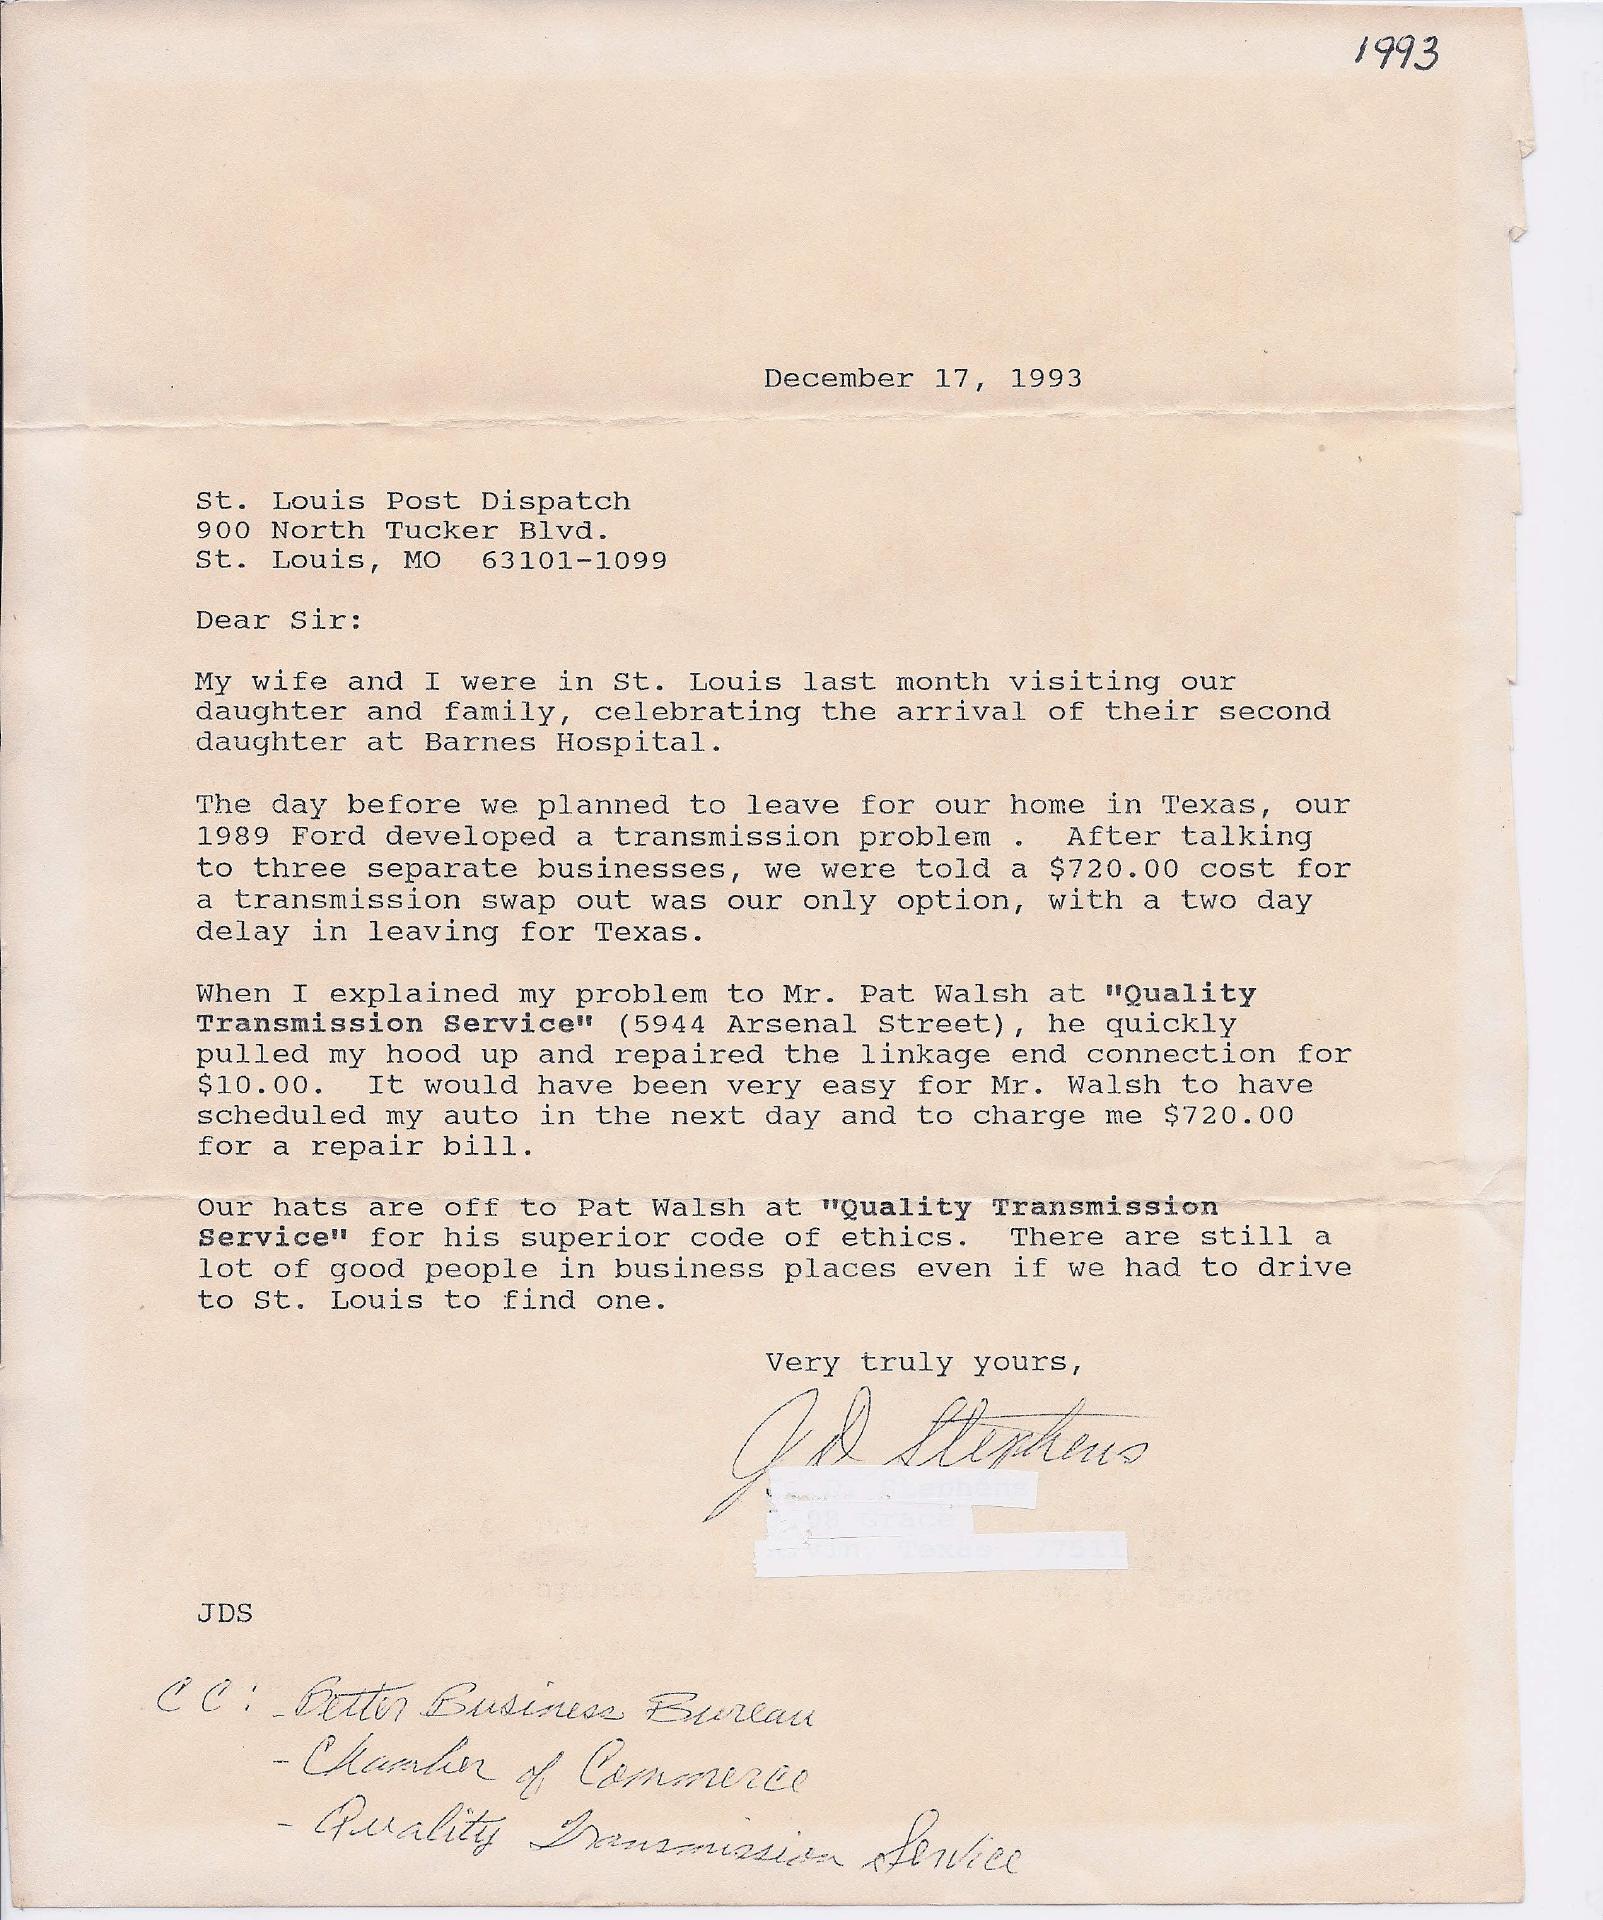 1993
December 17, 1993
St. Louis Post Dispatch
900 North Tucker Blvd.
St. Louis, MO  63101-1099
Dear Sir:
My wife and I were in St. Louis last month visiting our
daughter and family, celebrating the arrival of their second
daughter at Barnes Hospital.
The day before we planned to leave for our home in Texas, our
1989 Ford developed a transmission problem .  After talking
to three separate businesses, we were told a $720.00 cost for
a transmission swap out was our only option, with a two day
delay in leaving for Texas.
When I explained my problem to Mr. Pat Walsh at "Quality
Transmission Service" (5944 Arsenal Street), he quickly
pulled my hood up and repaired the linkage end connection for
$10.00.  It would have been very easy for Mr. Walsh to have
scheduled my auto in the next day and to charge me $720.00
for a repair bill.
Our hats are off to Pat Walsh at "Quality Transmission
Service" for his superior code of ethics.  There are still a
lot of good people in business places even if we had to drive
to St. Louis to find one.
Very truly yours,
J D Stephens
JDS
CC: - Better Business Bureau
- Chamber of Commerce
- Quality Transmission Service